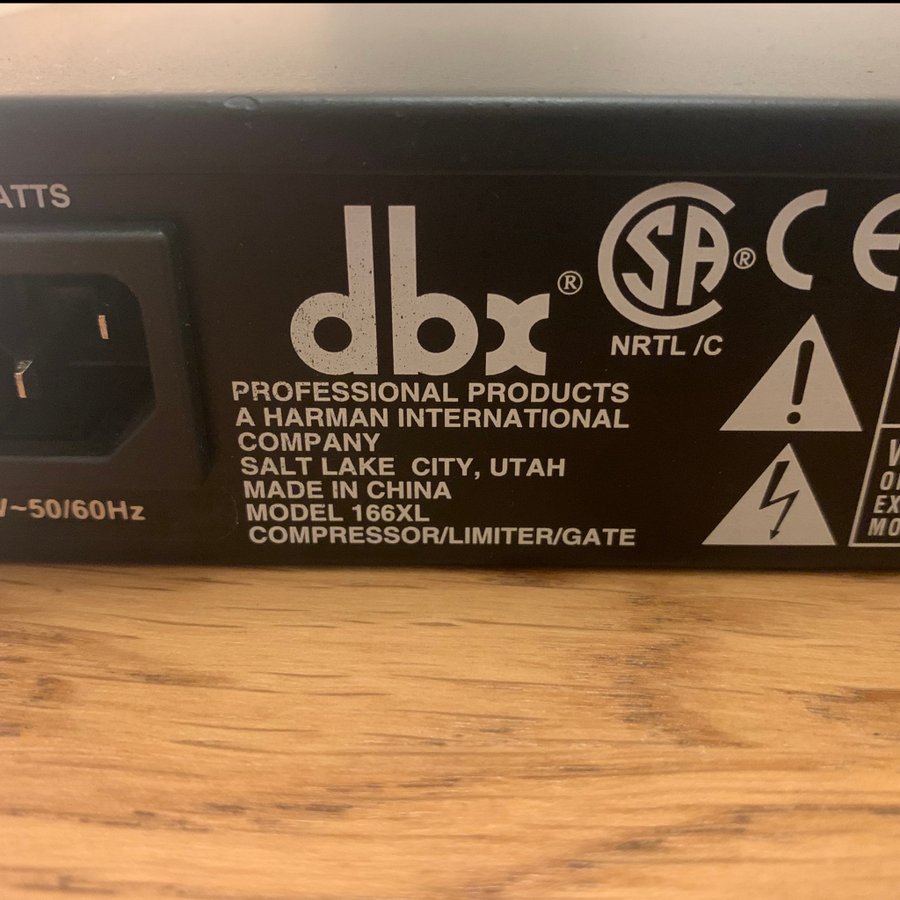 dbx®
PROFESSIONAL PRODUCTS
A HARMAN INTERNATIONAL
COMPANY
SALT LAKE CITY, UTAH
MADE IN CHINA
MODEL 166XL
COMPRESSOR/LIMITER/GATE
SA®
NRTL /C
CE
~50/60Hz